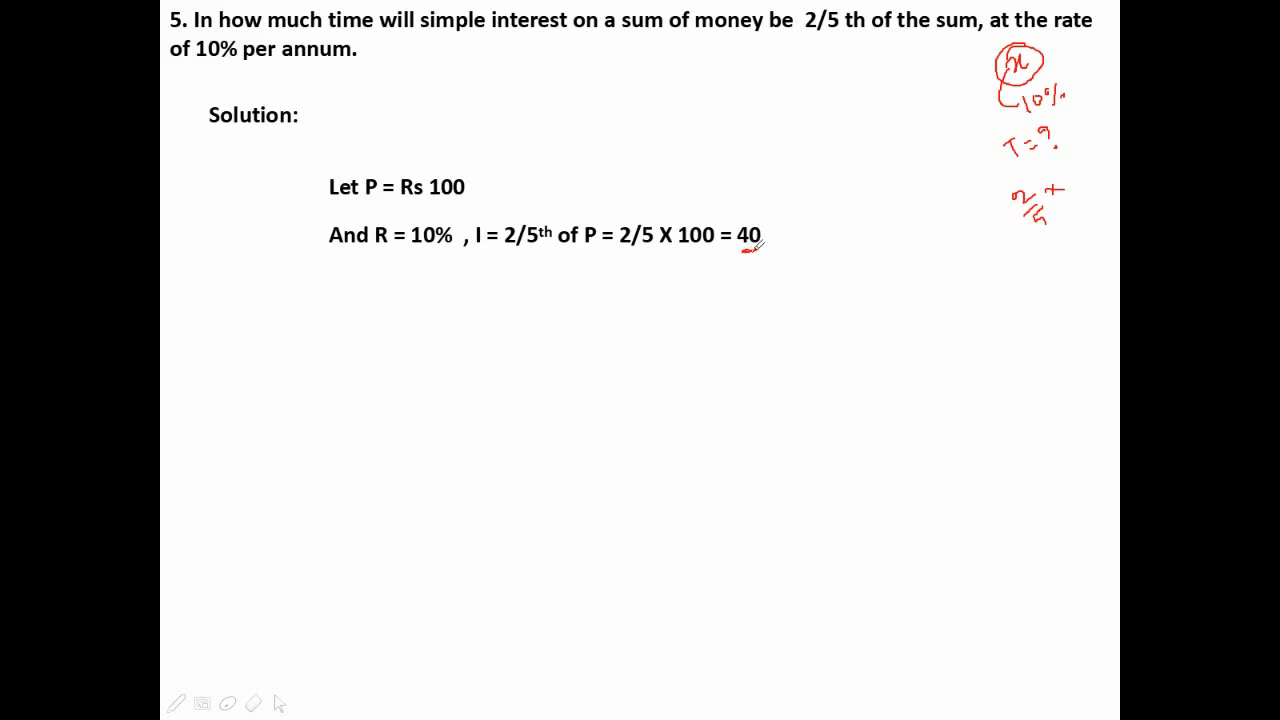 5. In how much time will simple interest on a sum of money be 2/5 th of the sum, at the rate
of 10% per annum.
x
10%
Solution:
T = ?
Let P = Rs 100
2/5 x
And R = 10% , I = 2/5th of P = 2/5 X 100 = 40